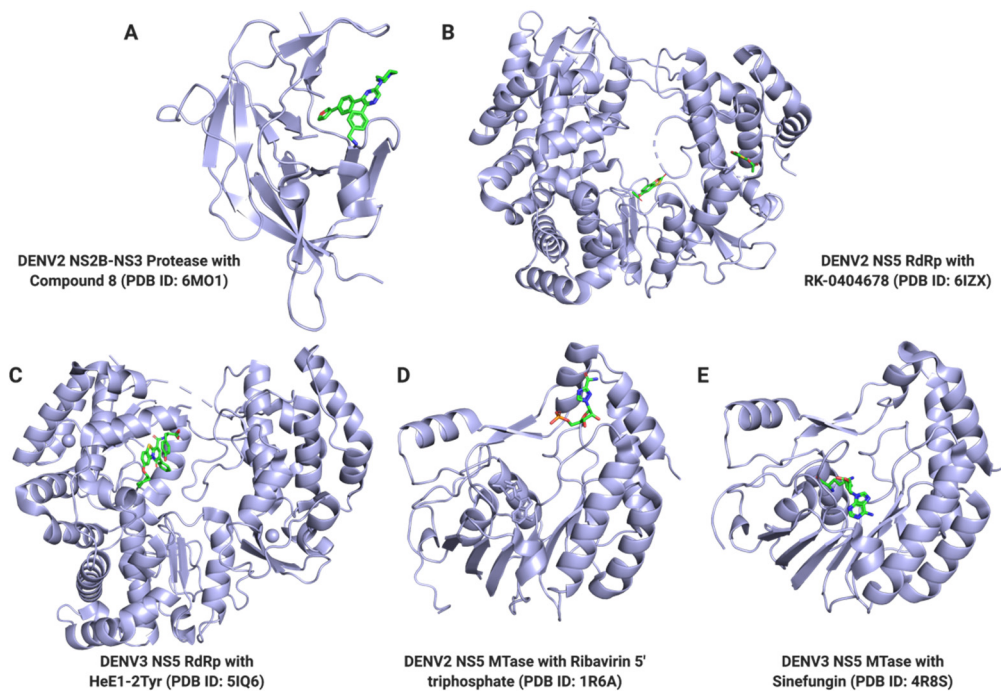 A
B
DENV2 NS2B-NS3 Protease with
Compound 8 (PDB ID: 6MO1)
DENV2 NS5 RdRp with
RK-0404678 (PDB ID: 6IZX)
C
D
E
DENV3 NS5 RdRp with
HeE1-2Tyr (PDB ID: 5IQ6)
DENV2 NS5 MTase with Ribavirin 5'
triphosphate (PDB ID: 1R6A)
DENV3 NS5 MTase with
Sinefungin (PDB ID: 4R8S)